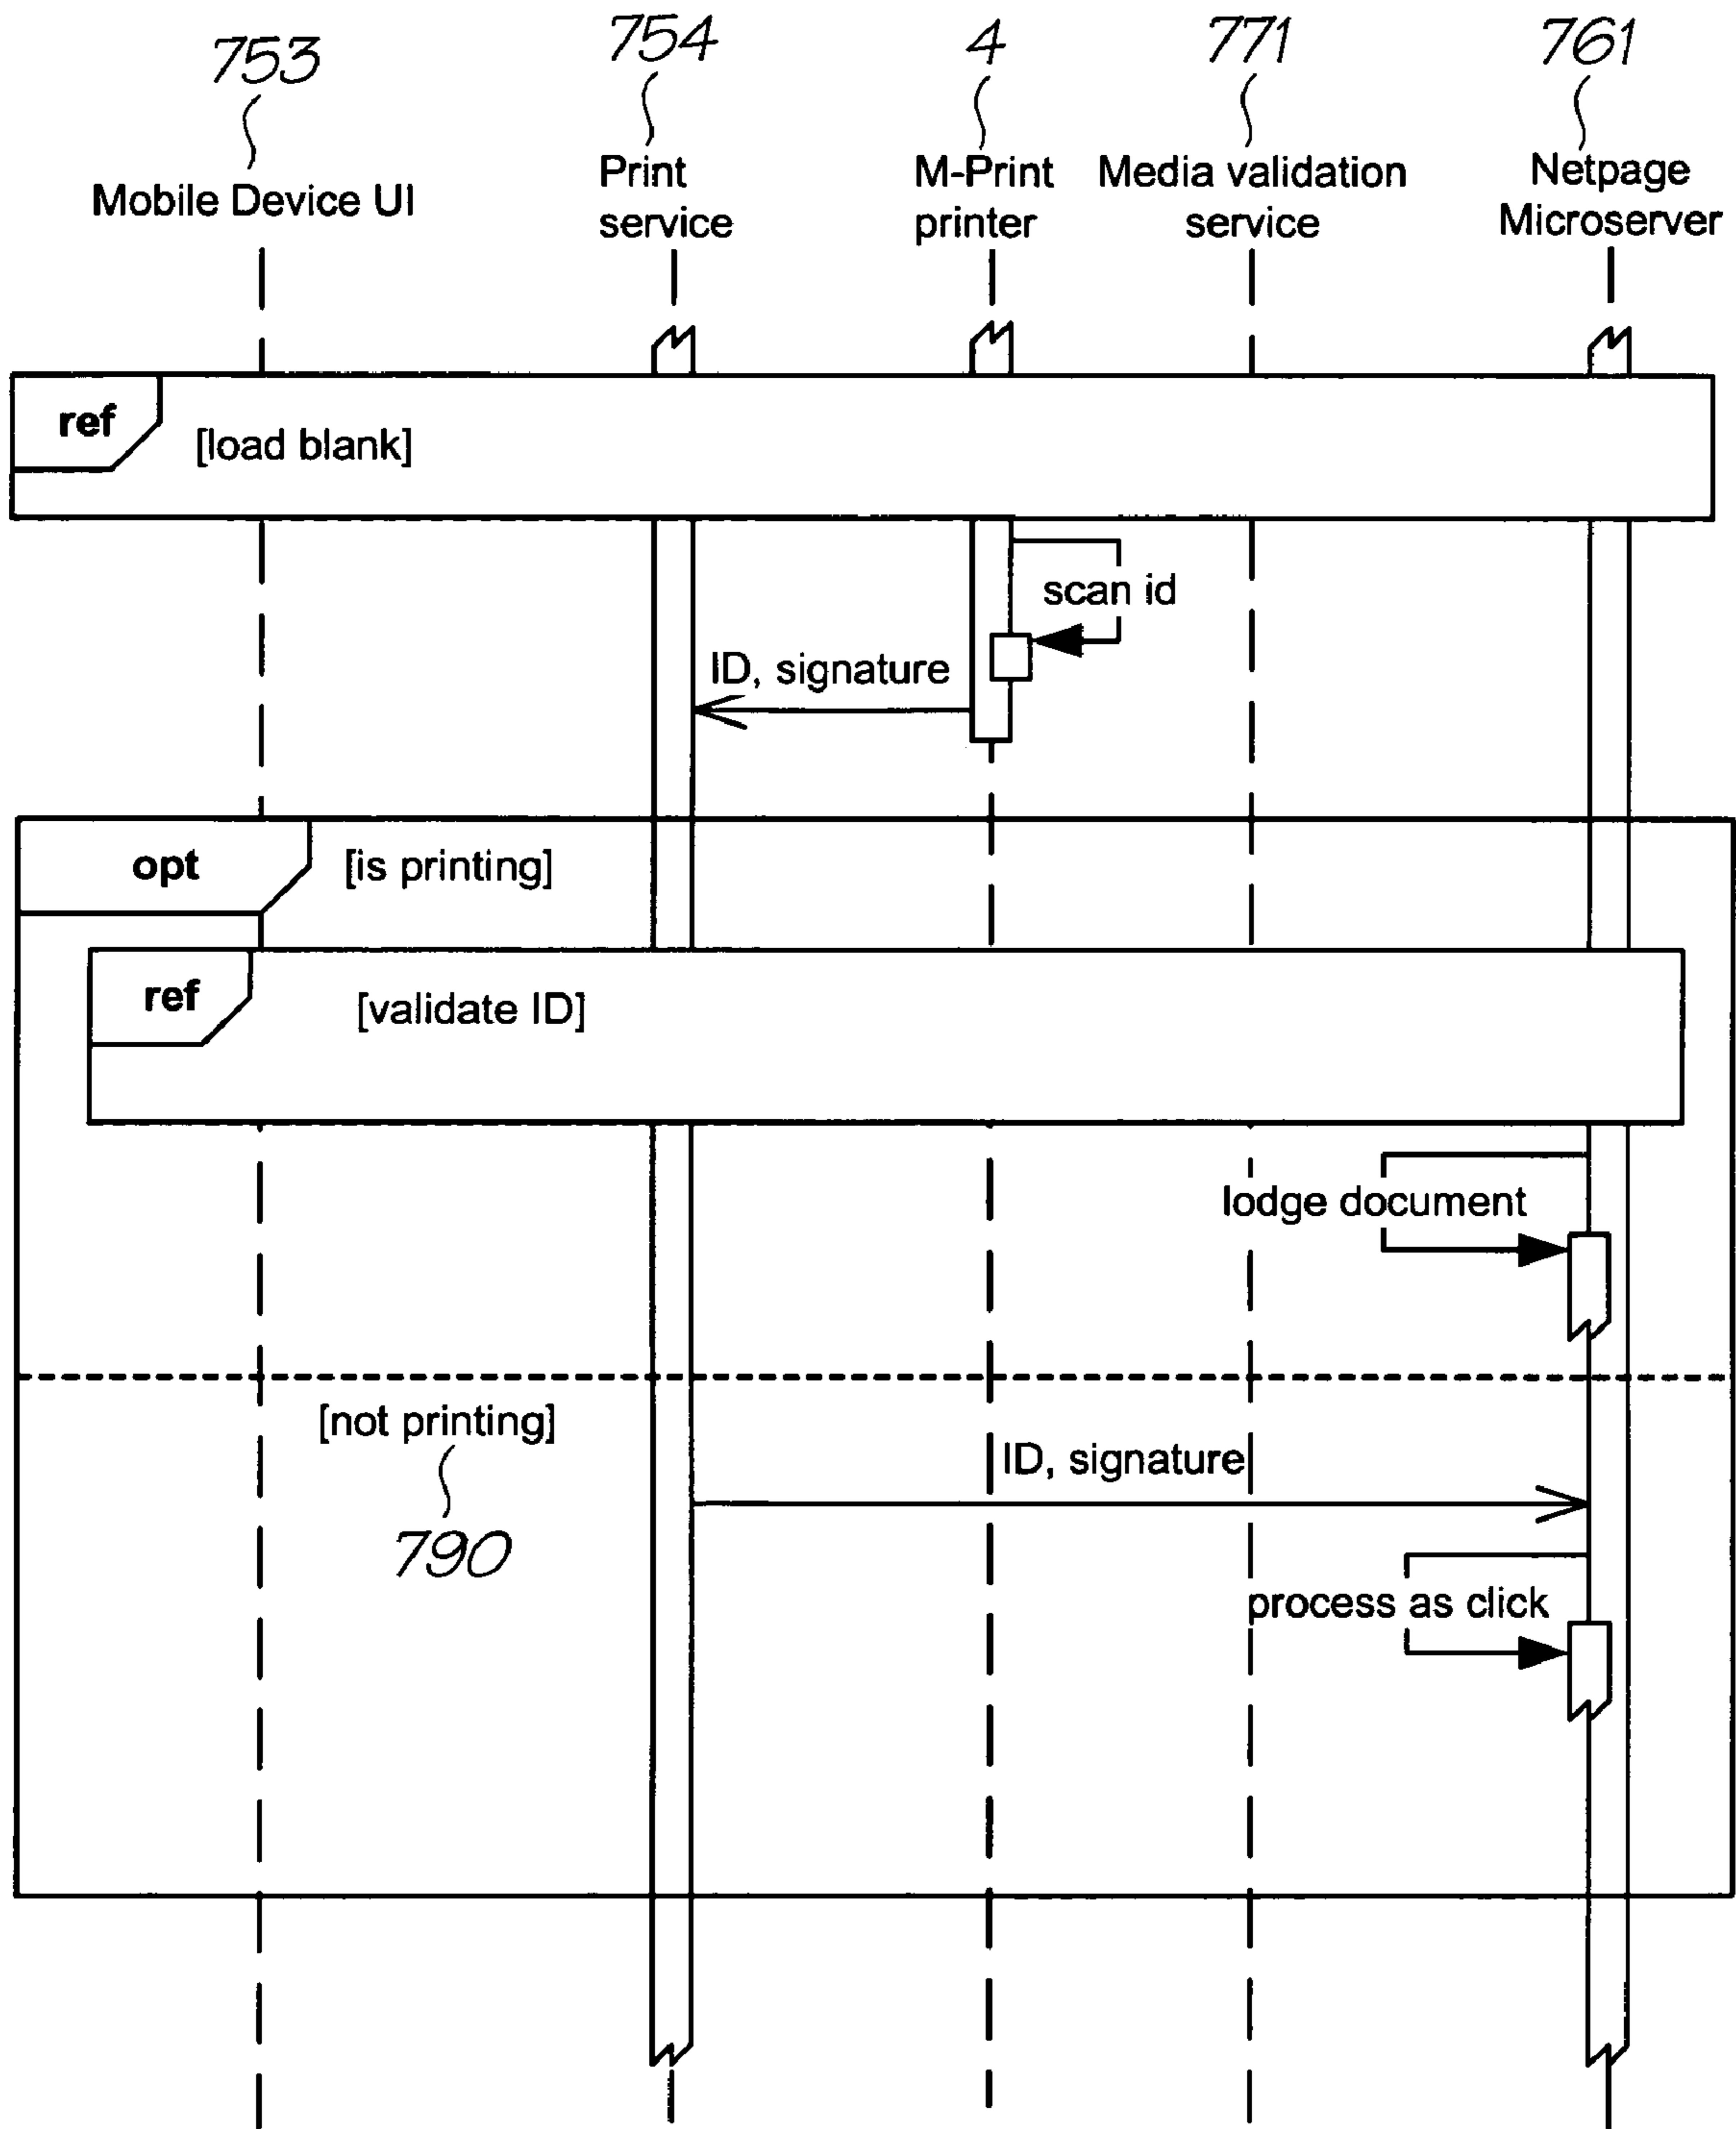 753
754
4
771
761
Mobile Device UI
Print
service
M-Print
printer
Media validation
service
Netpage
Microserver
ref
[load blank]
scan id
ID, signature
opt
[is printing]
ref
[validate ID]
lodge document
[not printing]
790
ID, signature
process as click